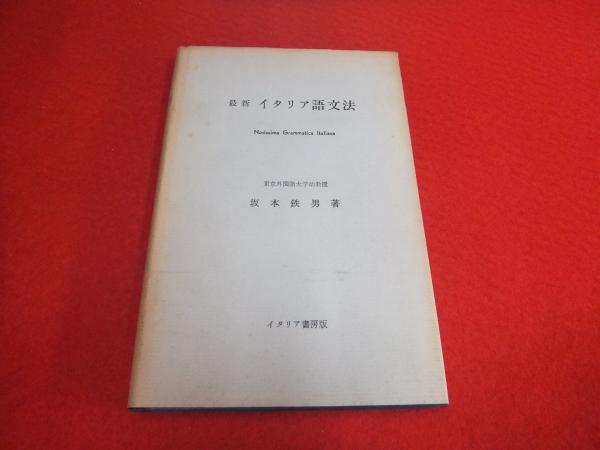 最新 イタリア語文法
Novissima Grammatica Italiana
東京外国語大学助教授
坂本鉄男著
イタリア書房版